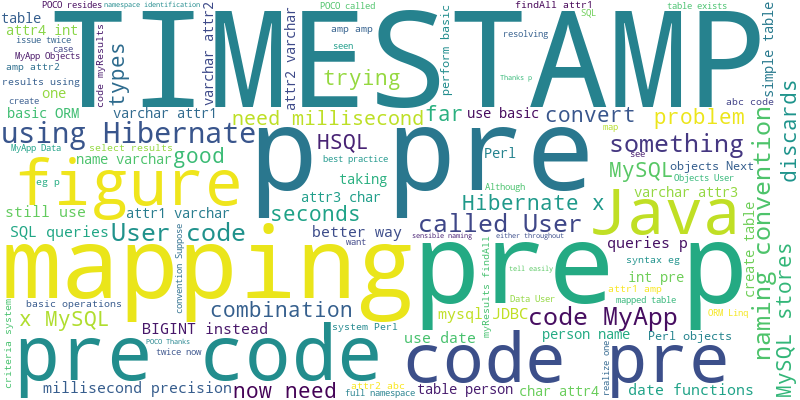 POCO resides
namespace identification
POCO called
findAll attr1
table exists
SQL
table
attr4 int
TIMESTAMP
amp amp
resolving
issue twice
case
MyApp Objects
amp attr2
results using
one
create
code myResults
types
varchar attr2
attr2 varchar
seen
trying
perform basic
Thanks p
simple table
abc code
basic ORM
varchar attr1
need millisecond
far
use basic
convert
problem
discards
using Hibernate
p pre
HSQL
map
something
MyApp Data
select results
name varchar
good
best practice
Perl
see
MySQL
objects Next
figure
eg p
taking
Although
Objects User
attr3 char
Hibernate x
varchar attr3
Java
naming convention
still use
attr1 varchar
seconds
called User
SQL queries
User code
better way
sensible naming
either throughout
queries p
want
convention Suppose
syntax eg
create table
mapping
pre p
tell easily
int pre
attr1 amp
basic operations
combination
Data User
mapped table
x MySQL
BIGINT instead
mysql JDBC
code MyApp
ORM Linq
system Perl
use date
myResults findAll
person name
Perl objects
MySQL stores
criteria system
POCO Thanks
twice now
pre code
code pre
realize one
millisecond precision
now need
attr2 abc
full namespace
table person
char attr4
date functions